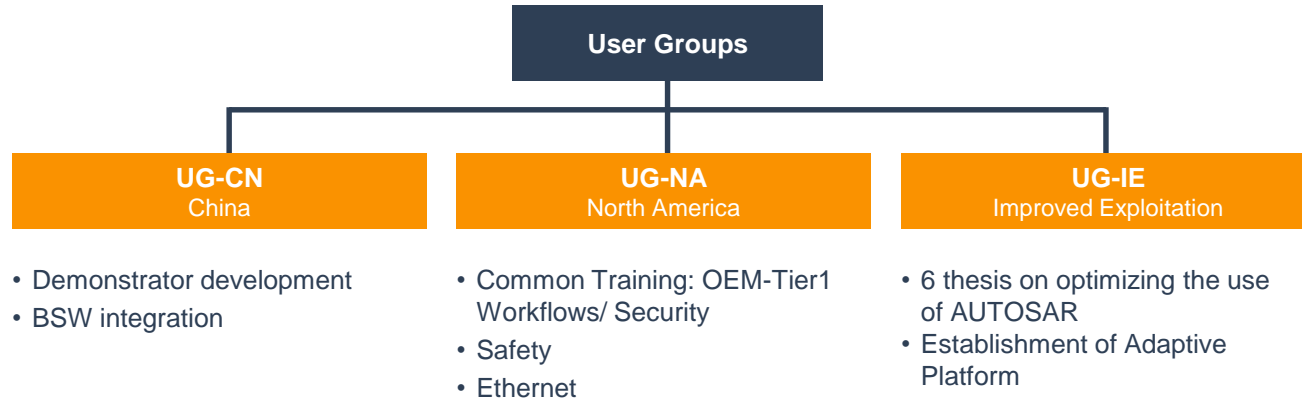 User Groups
UG-CN
China
UG-NA
North America
UG-IE
Improved Exploitation
• Demonstrator development
• BSW integration
• Common Training: OEM-Tier1
Workflows/ Security
• Safety
• Ethernet
• 6 thesis on optimizing the use
of AUTOSAR
• Establishment of Adaptive
Platform